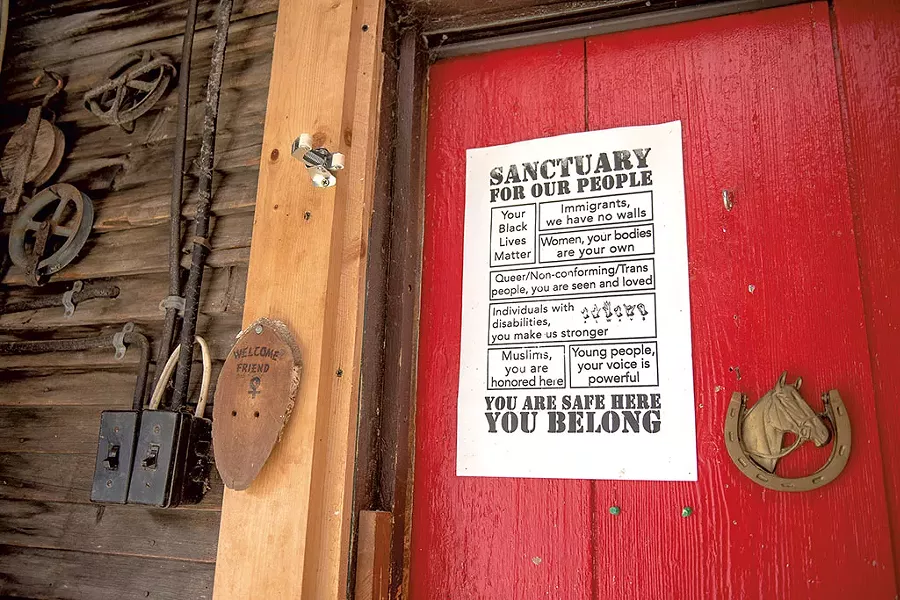 WELCOME
FRIEND
SANCTUARY
FOR OUR PEOPLE
Your
Black
Lives
Matter
Immigrants,
we have no walls
Women, your bodies
are your own
Queer/Non-conforming/Trans
people, you are seen and loved
Individuals with
disabilities,
you make us stronger
Muslims,
you are
honored here
Young people,
your voice is
powerful
YOU ARE SAFE HERE
YOU BELONG